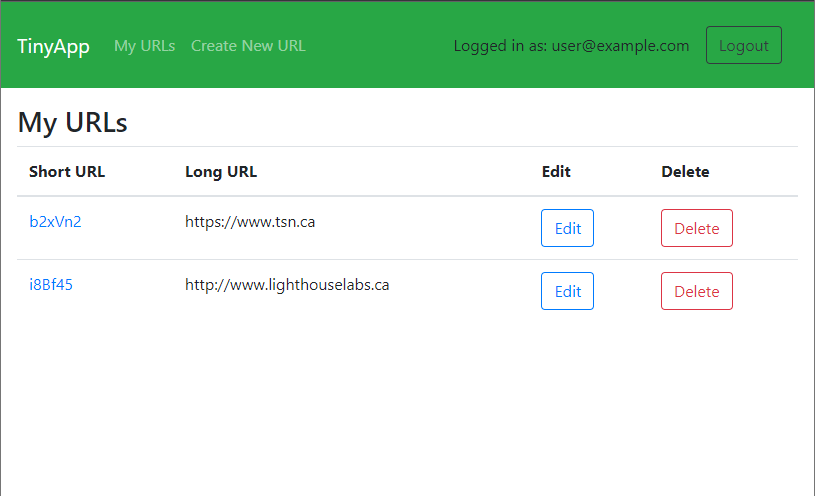 TinyApp My URLs Create New URL Logged in as: user@example.com Logout
My URLs
Short URL Long URL Edit Delete
b2xVn2 https://www.tsn.ca Edit Delete
i8Bf45 http://www.lighthouselabs.ca Edit Delete